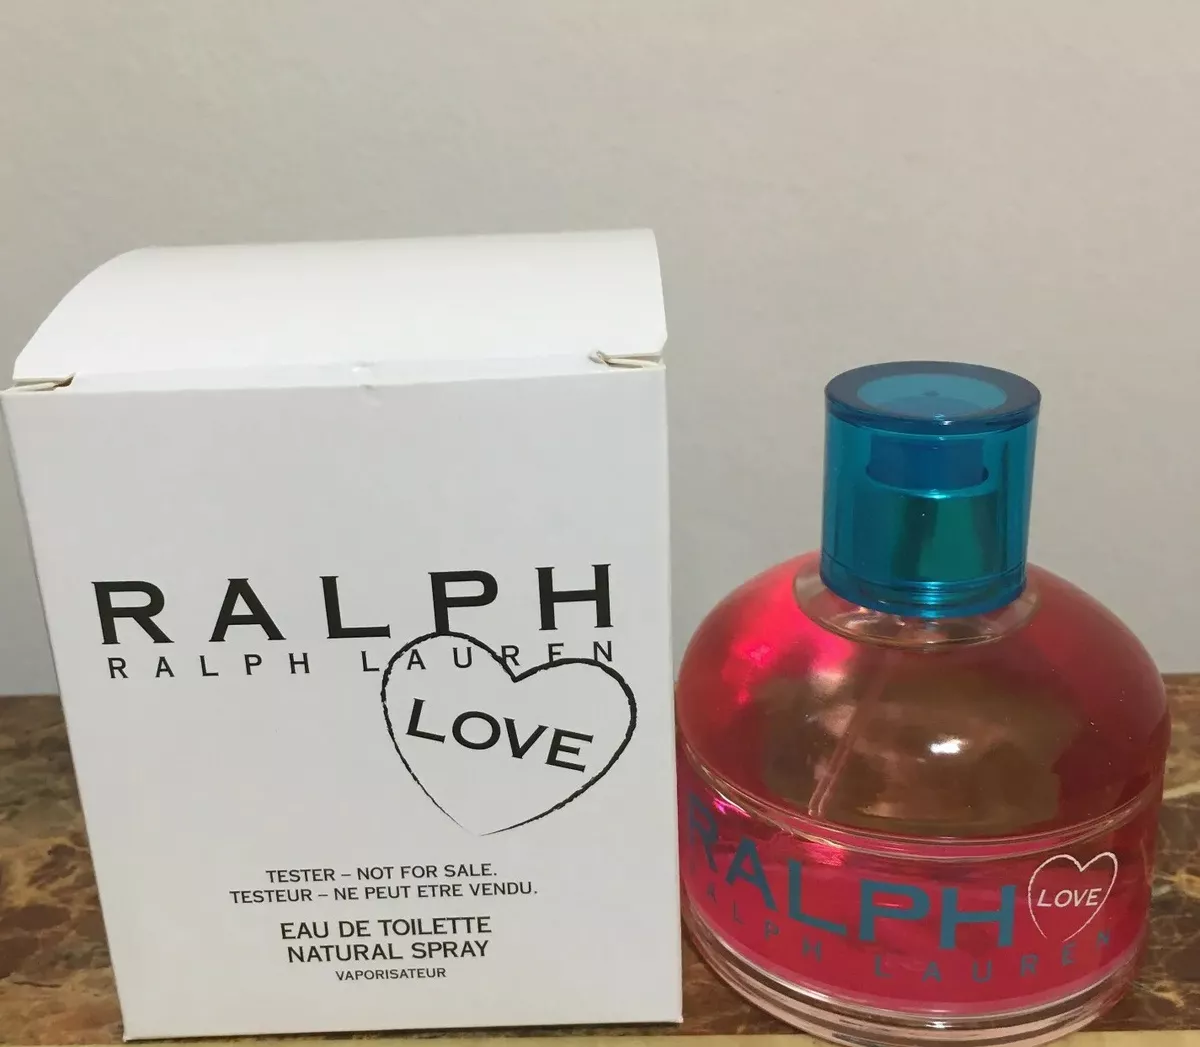 RALPH
RALPH LAUREN
LOVE
TESTER – NOT FOR SALE.
TESTEUR – NE PEUT ETRE VENDU.
EAU DE TOILETTE
NATURAL SPRAY
VAPORISATEUR
RALPH
LOVE
RALPH LAUREN